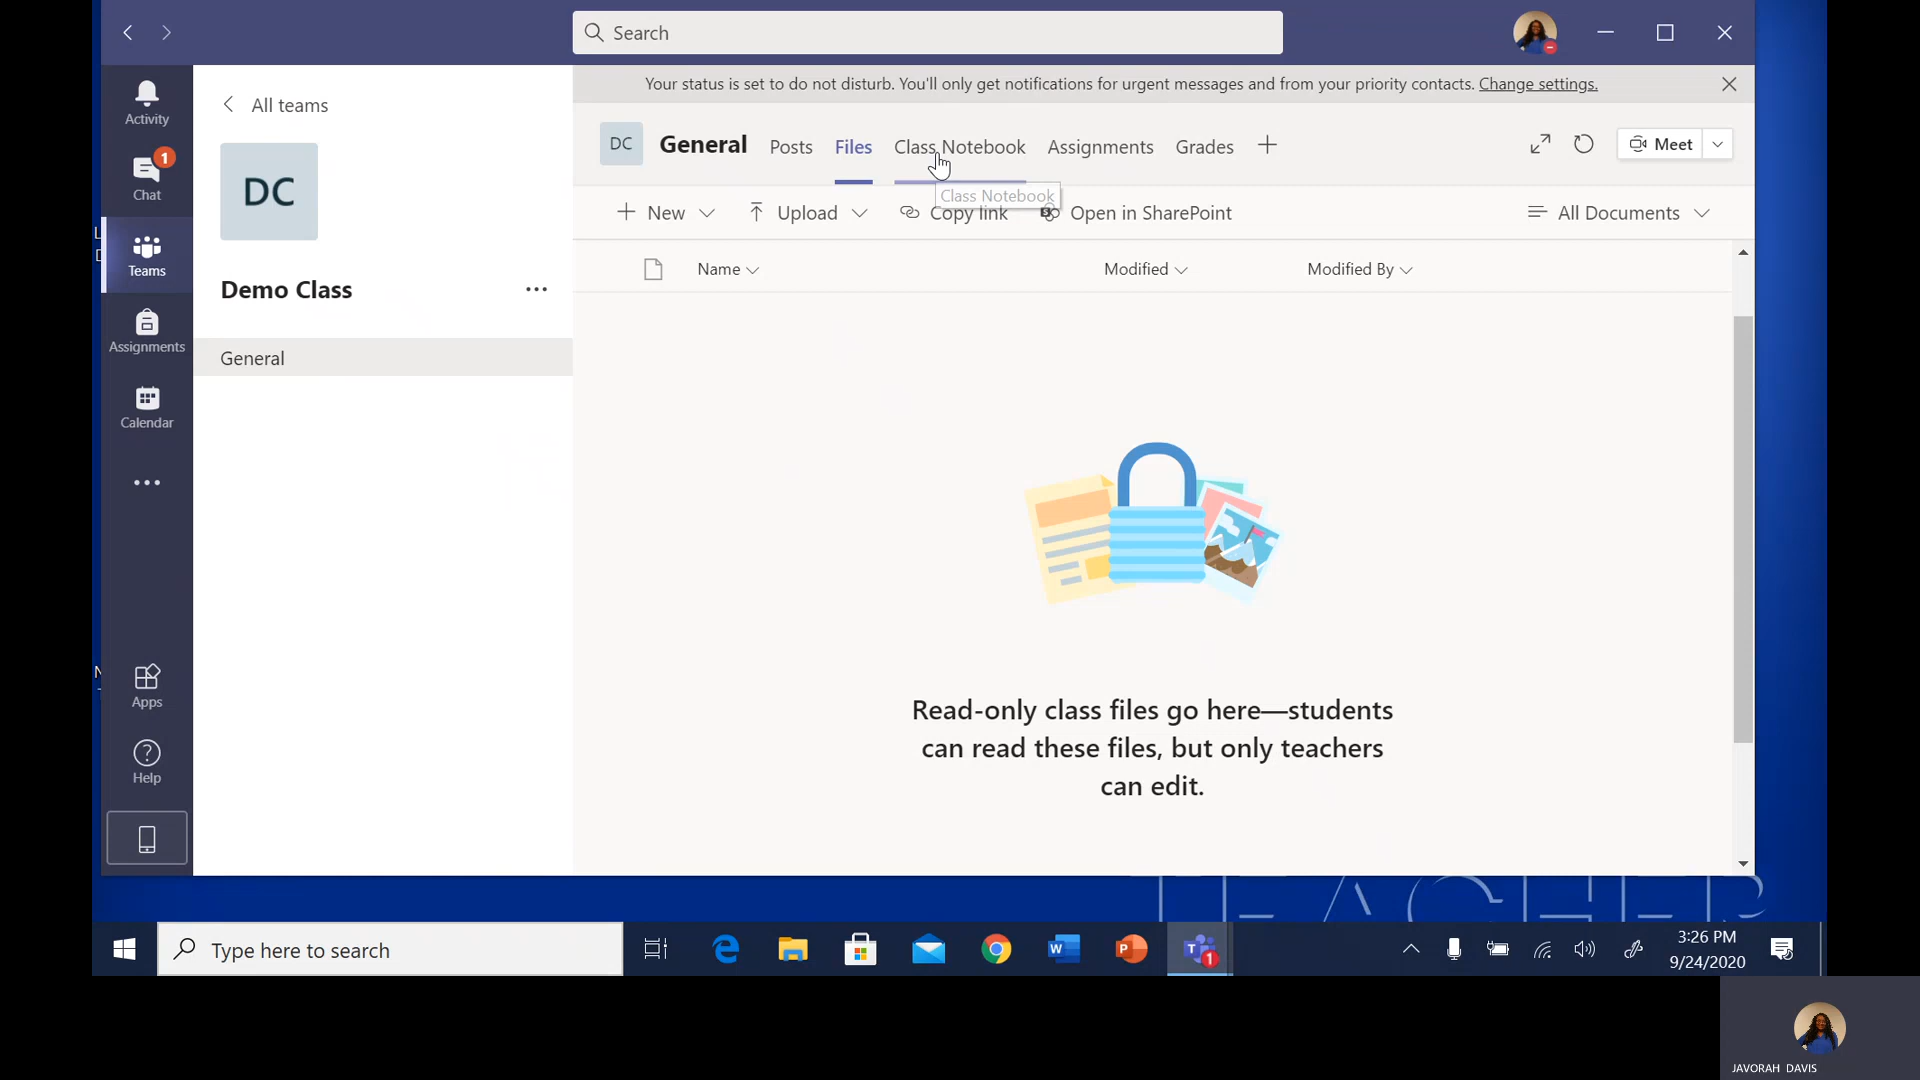 Search
Your status is set to do not disturb. You'll only get notifications for urgent messages and from your priority contacts. Change settings.
Activity
1
Chat
Teams
Assignments
Calendar
Apps
Help
All teams
DC
Demo Class
General
DC General Posts Files Class Notebook Assignments Grades Meet
Class Notebook
New Upload Copy link Open in SharePoint All Documents
Name Modified Modified By
Read-only class files go here—students
can read these files, but only teachers
can edit.
TEACHER
Type here to search
1
3:26 PM
9/24/2020
JAVORAH DAVIS